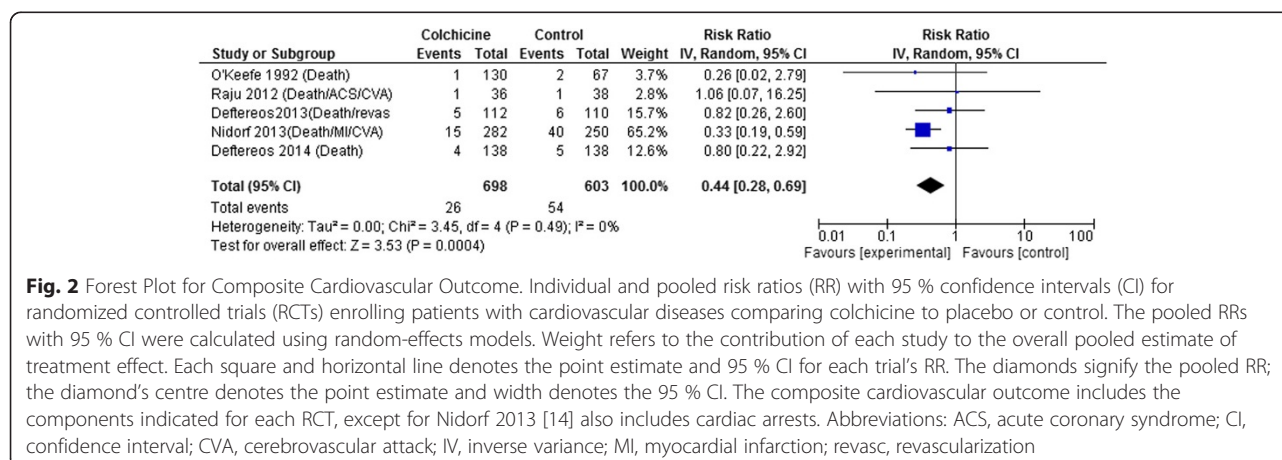 Colchicine Control Risk Ratio Risk Ratio
Study or Subgroup Events Total Events Total Weight IV, Random, 95% CI IV, Random, 95% CI
O'Keefe 1992 (Death) 1 130 2 67 3.7% 0.26 [0.02, 2.79]
Raju 2012 (Death/ACS/CVA) 1 36 1 38 2.8% 1.06 [0.07, 16.25]
Deftereos2013(Death/revas 5 112 6 110 15.7% 0.82 [0.26, 2.60]
Nidorf 2013(Death/MI/CVA) 15 282 40 250 65.2% 0.33 [0.19, 0.59]
Deftereos 2014 (Death) 4 138 5 138 12.6% 0.80 [0.22, 2.92]
Total (95% CI) 698 603 100.0% 0.44 [0.28, 0.69]
Total events 26 54
Heterogeneity: Tau² = 0.00; Chi² = 3.45, df = 4 (P = 0.49); I² = 0%
Test for overall effect: Z = 3.53 (P = 0.0004)
0.01 0.1 1 10 100
Favours [experimental] Favours [control]
Fig. 2 Forest Plot for Composite Cardiovascular Outcome. Individual and pooled risk ratios (RR) with 95 % confidence intervals (CI) for
randomized controlled trials (RCTs) enrolling patients with cardiovascular diseases comparing colchicine to placebo or control. The pooled RRs
with 95 % CI were calculated using random-effects models. Weight refers to the contribution of each study to the overall pooled estimate of
treatment effect. Each square and horizontal line denotes the point estimate and 95 % CI for each trial's RR. The diamonds signify the pooled RR;
the diamond's centre denotes the point estimate and width denotes the 95 % CI. The composite cardiovascular outcome includes the
components indicated for each RCT, except for Nidorf 2013 [14] also includes cardiac arrests. Abbreviations: ACS, acute coronary syndrome; CI,
confidence interval; CVA, cerebrovascular attack; IV, inverse variance; MI, myocardial infarction; revasc, revascularization